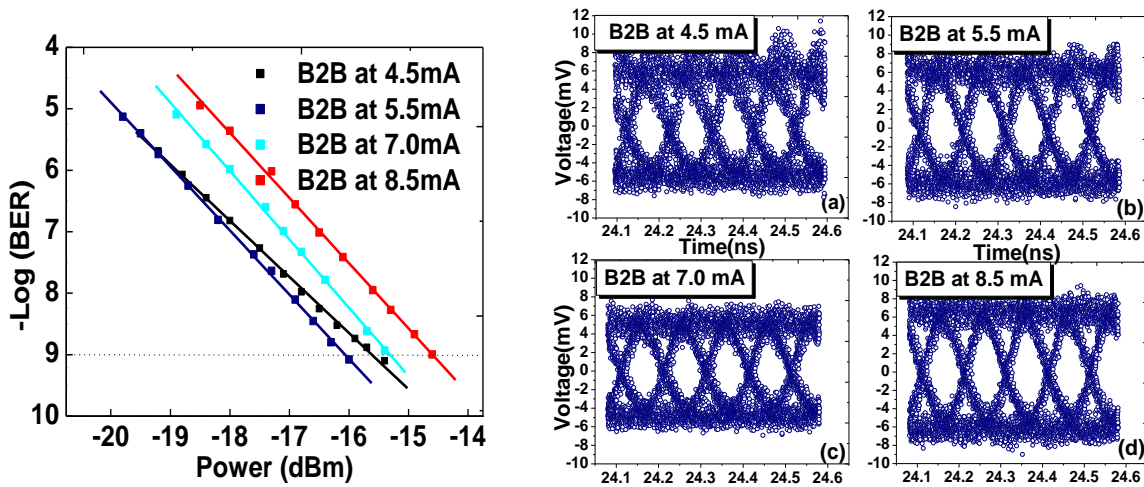 4
5
6
7
8
9
10
-Log (BER)
B2B at 4.5mA
B2B at 5.5mA
B2B at 7.0mA
B2B at 8.5mA
-20 -19 -18 -17 -16 -15 -14
Power (dBm)
12
10
8
6
4
2
0
-2
-4
-6
-8
-10
Voltage(mV)
B2B at 4.5 mA
(a)
24.1 24.2 24.3 24.4 24.5 24.6
Time(ns)
12
10
8
6
4
2
0
-2
-4
-6
-8
-10
B2B at 5.5 mA
(b)
24.1 24.2 24.3 24.4 24.5 24.6
Time(ns)
12
10
8
6
4
2
0
-2
-4
-6
-8
-10
Voltage(mV)
B2B at 7.0 mA
(c)
24.1 24.2 24.3 24.4 24.5 24.6
12
10
8
6
4
2
0
-2
-4
-6
-8
-10
B2B at 8.5 mA
(d)
24.1 24.2 24.3 24.4 24.5 24.6